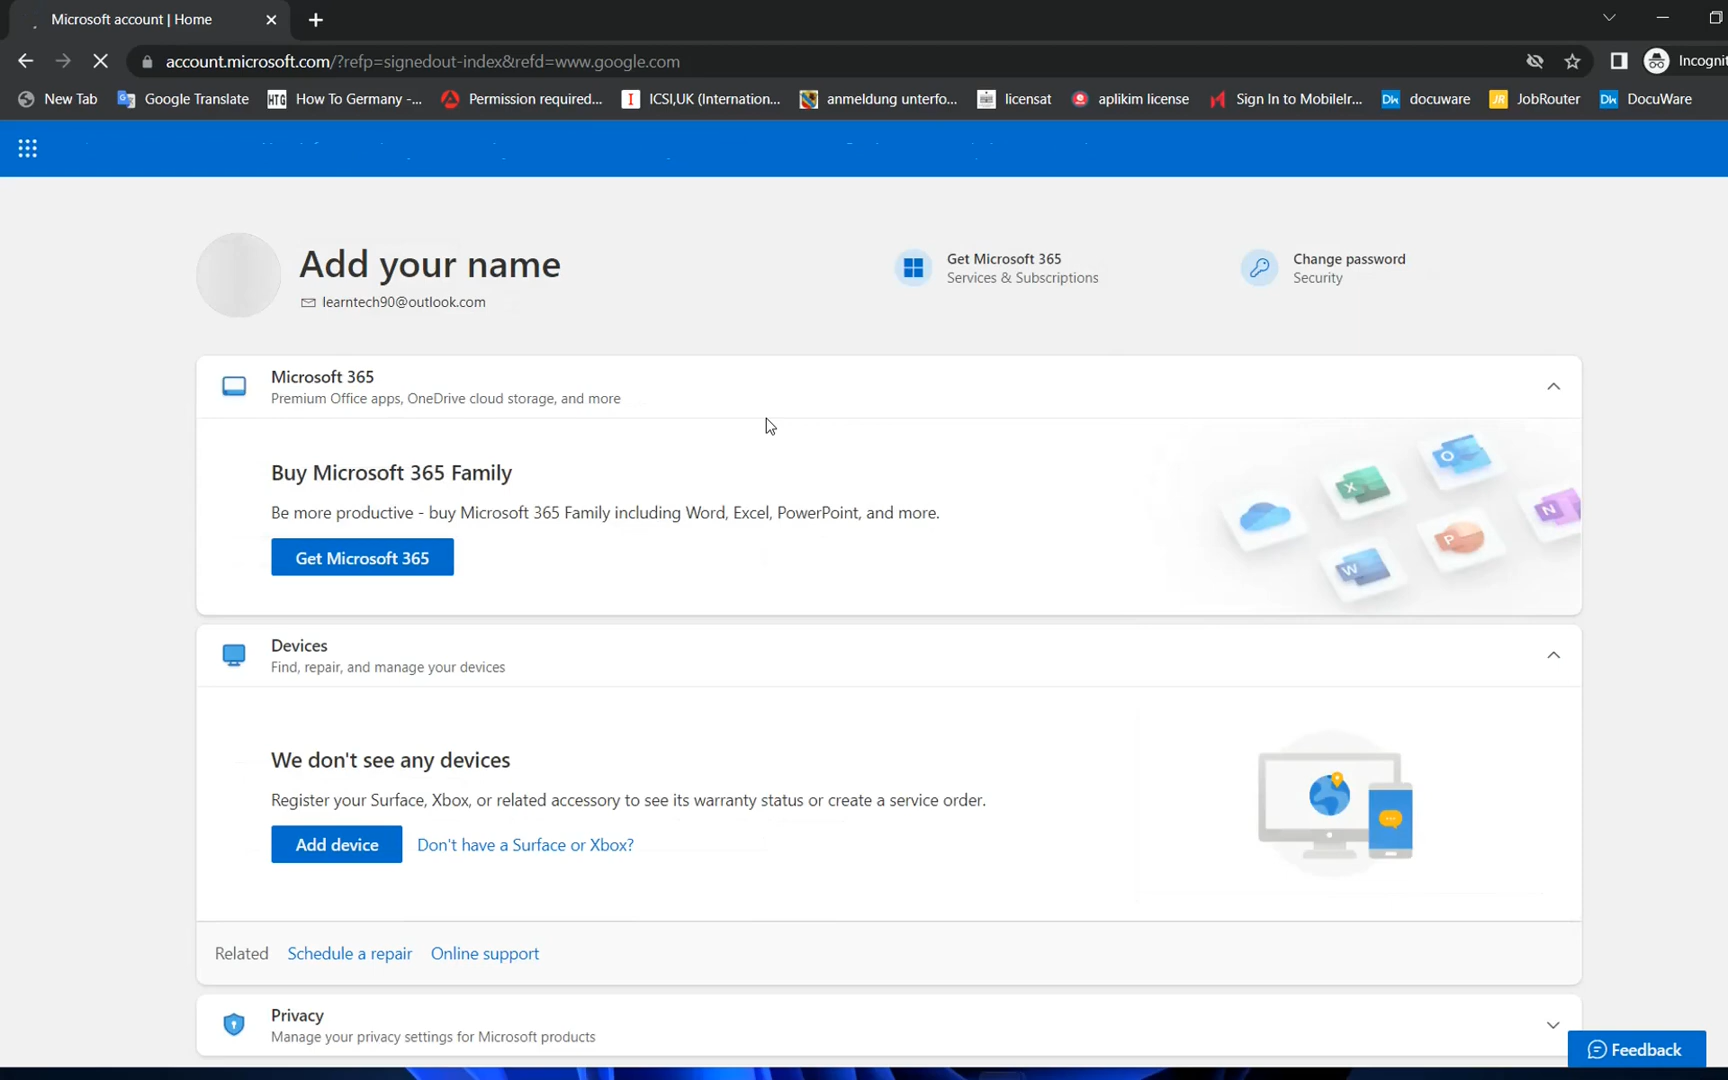 Microsoft account | Home
account.microsoft.com/?refp=signedout-index&refd=www.google.com
Incognit
New Tab
Google Translate
HTG How To Germany -...
Permission required...
ICSI,UK (Internation...
anmeldung unterfo...
licensat
aplikim license
Sign In to MobileIr...
Dw docuware
JR JobRouter
Dw DocuWare
Add your name
learntech90@outlook.com
Get Microsoft 365
Services & Subscriptions
Change password
Security
Microsoft 365
Premium Office apps, OneDrive cloud storage, and more
Buy Microsoft 365 Family
Be more productive - buy Microsoft 365 Family including Word, Excel, PowerPoint, and more.
Get Microsoft 365
Devices
Find, repair, and manage your devices
We don't see any devices
Register your Surface, Xbox, or related accessory to see its warranty status or create a service order.
Add device
Don't have a Surface or Xbox?
Related
Schedule a repair
Online support
Privacy
Manage your privacy settings for Microsoft products
Feedback